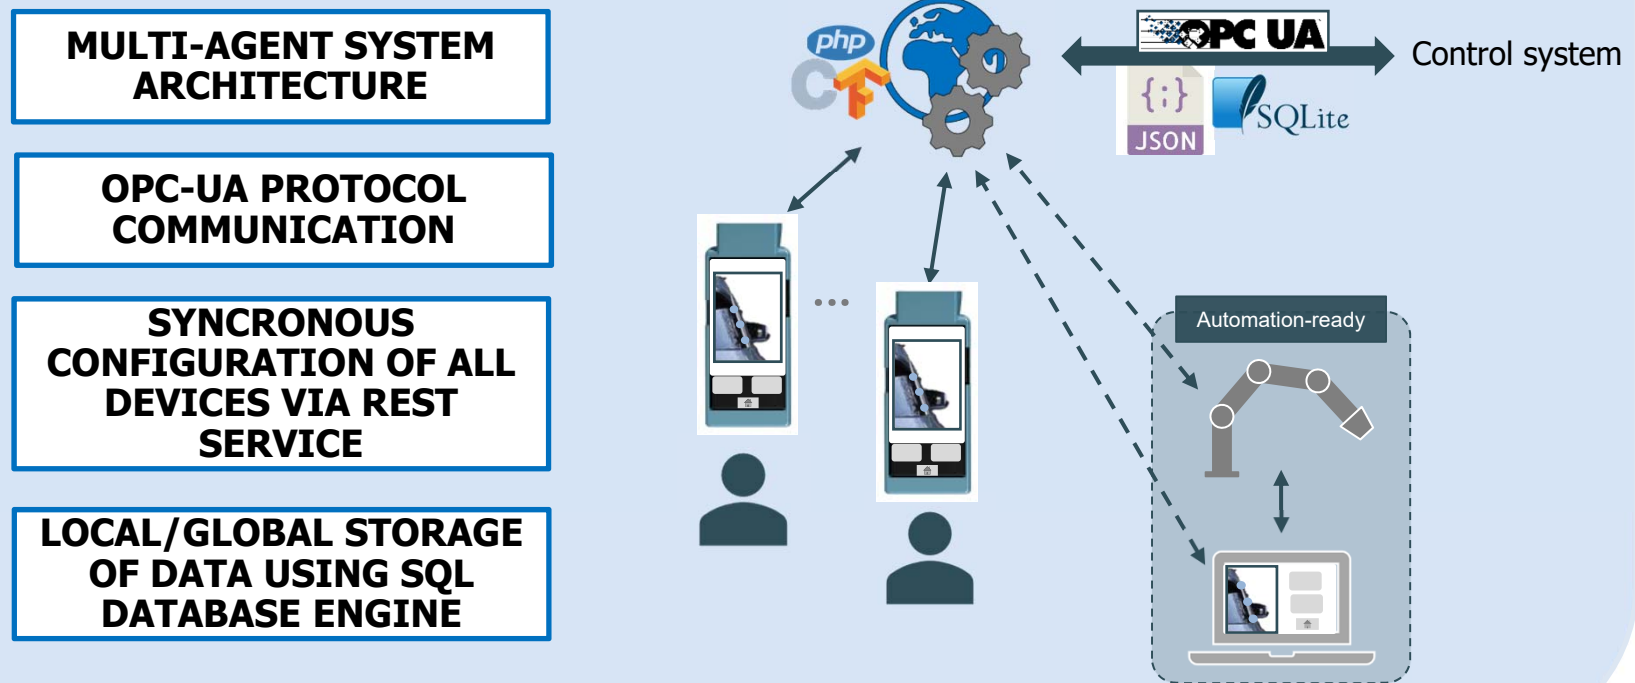 MULTI-AGENT SYSTEM
ARCHITECTURE
OPC-UA PROTOCOL
COMMUNICATION
SYNCRONOUS
CONFIGURATION OF ALL
DEVICES VIA REST
SERVICE
LOCAL/GLOBAL STORAGE
OF DATA USING SQL
DATABASE ENGINE
php
OPC UA
Control system
{;}
JSON
SQLite
...
Automation-ready